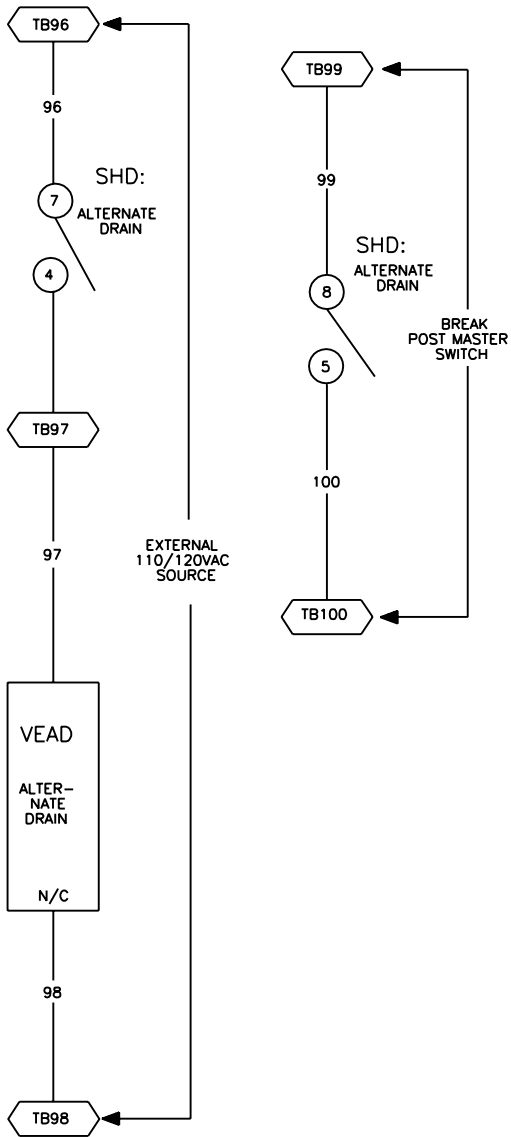 TB96
96
7
SHD:
ALTERNATE
DRAIN
4
TB97
97
EXTERNAL
110/120VAC
SOURCE
VEAD
ALTER-
NATE
DRAIN
N/C
98
TB98
TB99
99
SHD:
ALTERNATE
DRAIN
8
5
BREAK
POST MASTER
SWITCH
100
TB100